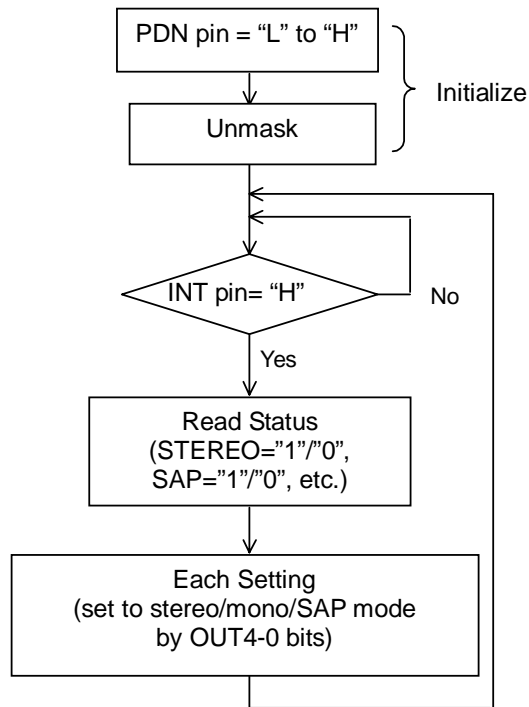 PDN pin = “L” to “H”
Initialize
Unmask
INT pin= “H”
No
Yes
Read Status
(STEREO=”1”/”0”,
SAP=”1”/”0”, etc.)
Each Setting
(set to stereo/mono/SAP mode
by OUT4-0 bits)